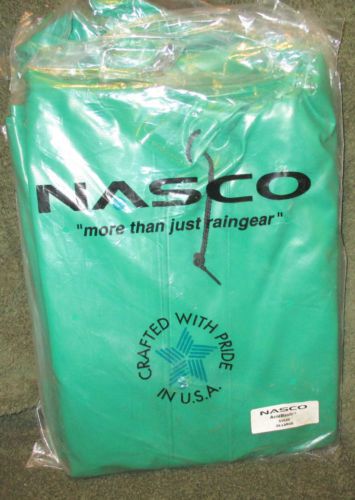 NASCO
"more than just raingear"
CRAFTED WITH PRIDE
IN U.S.A.
NASCO